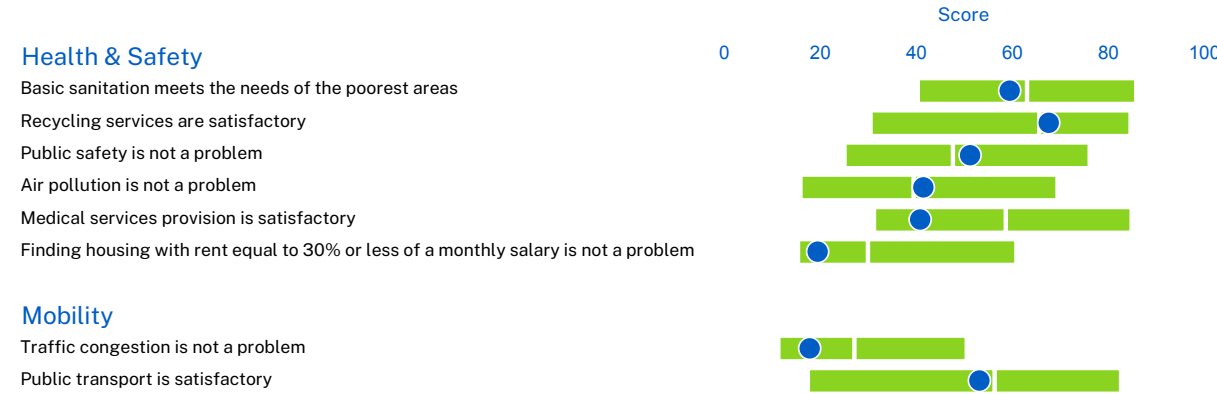 Score
Health & Safety
0 20 40 60 80 100
Basic sanitation meets the needs of the poorest areas
Recycling services are satisfactory
Public safety is not a problem
Air pollution is not a problem
Medical services provision is satisfactory
Finding housing with rent equal to 30% or less of a monthly salary is not a problem
Mobility
Traffic congestion is not a problem
Public transport is satisfactory